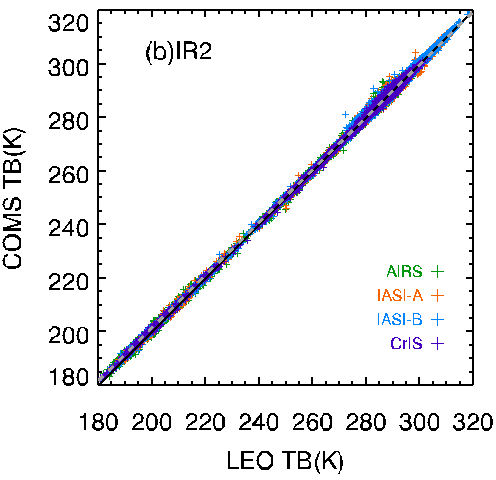 320
(b)IR2
300
280
260
240
220
200
180
COMS TB(K)
AIRS
IASI-A
IASI-B
CrIS
180 200 220 240 260 280 300 320
LEO TB(K)